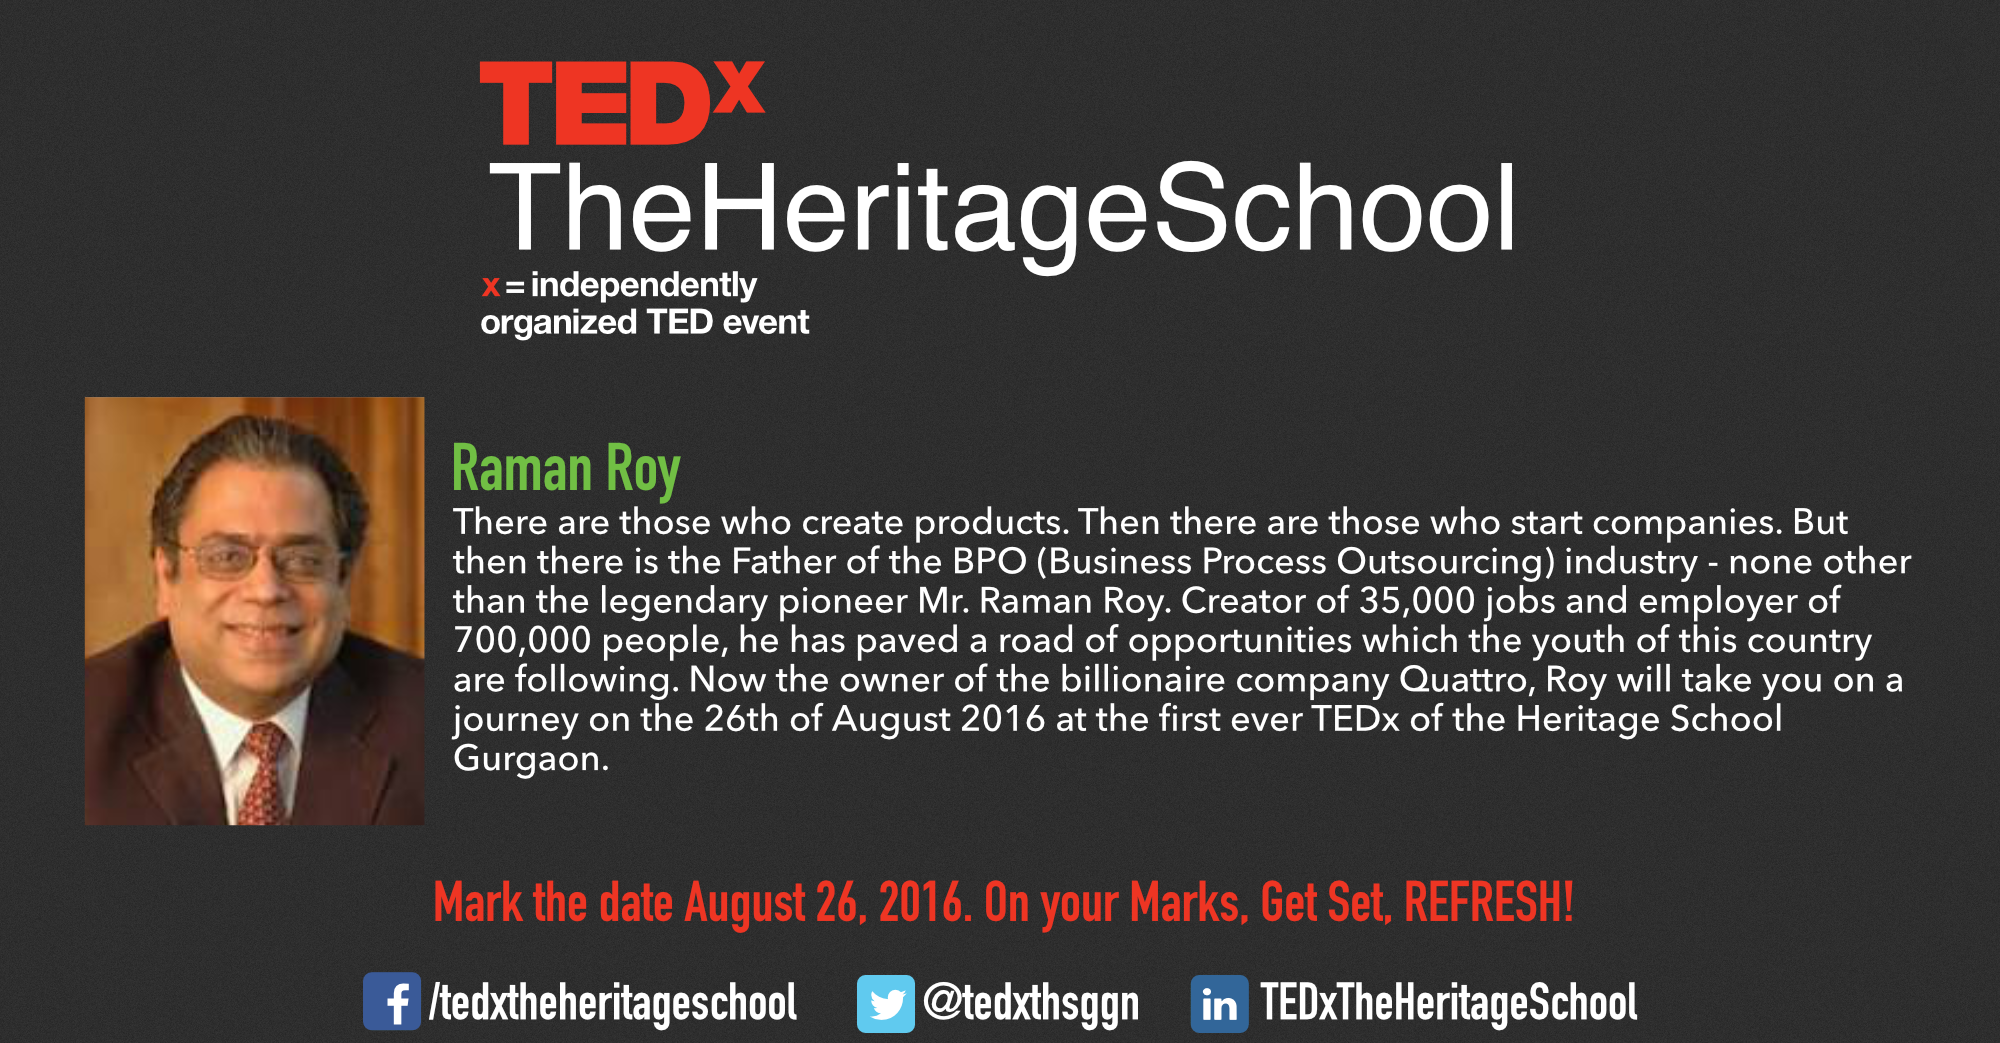 TEDx
TheHeritageSchool
x = independently
organized TED event
Raman Roy
There are those who create products. Then there are those who start companies. But
then there is the Father of the BPO (Business Process Outsourcing) industry - none other
than the legendary pioneer Mr. Raman Roy. Creator of 35,000 jobs and employer of
700,000 people, he has paved a road of opportunities which the youth of this country
are following. Now the owner of the billionaire company Quattro, Roy will take you on a
journey on the 26th of August 2016 at the first ever TEDx of the Heritage School
Gurgaon.
Mark the date August 26, 2016. On your Marks, Get Set, REFRESH!
f /tedxtheheritageschool @tedxthsggn in TEDxTheHeritageSchool